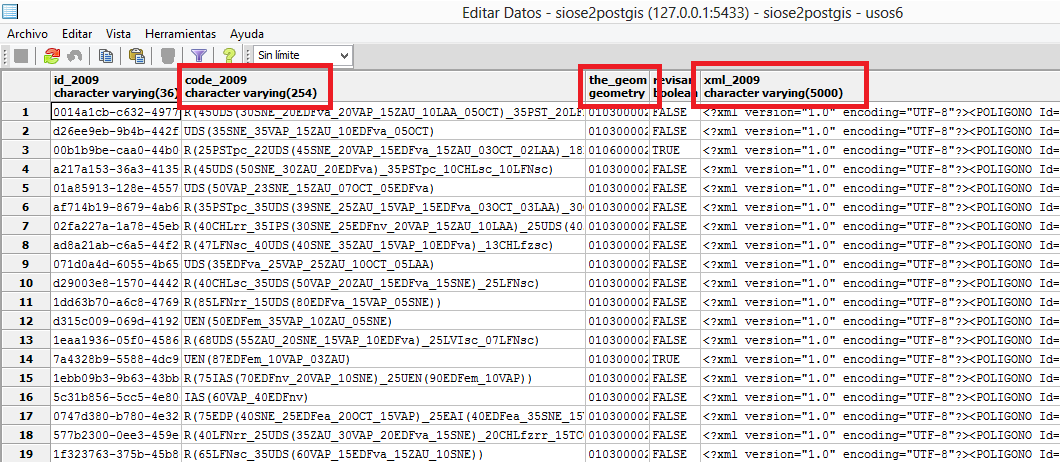 Editar Datos - siose2postgis (127.0.0.1:5433) - siose2postgis - usos6
Archivo Editar Vista Herramientas Ayuda
Sin límite
id_2009 code_2009 the_geom revisan xml_2009
character varying(36) character varying(254) geometry boolean character varying(5000)
1 0014a1cb-c632-4977 R(45UDS(30SNE_20EDFva_20VAP_15ZAU_10LAA_05OCT)_35PST_20LF 010300002 FALSE <?xml version="1.0" encoding="UTF-8"?><POLIGONO Id=
2 d26ee9eb-9b4b-442f UDS(35SNE_35VAP_15ZAU_10EDFva_05OCT) 010300002 FALSE <?xml version="1.0" encoding="UTF-8"?><POLIGONO Id=
3 00b1b9be-caa0-44b0 R(25PSTpc_22UDS(45SNE_20VAP_15EDFva_15ZAU_03OCT_02LAA)_18 010600002 TRUE <?xml version="1.0" encoding="UTF-8"?><POLIGONO Id=
4 a217a153-36a3-4135 R(45UDS(50SNE_30ZAU_20EDFva)_35PSTpc_10CHLsc_10LFNsc) 010300002 FALSE <?xml version="1.0" encoding="UTF-8"?><POLIGONO Id=
5 01a85913-128e-4557 UDS(50VAP_23SNE_15ZAU_07OCT_05EDFva) 010300002 FALSE <?xml version="1.0" encoding="UTF-8"?><POLIGONO Id=
6 af714b19-8679-4ab6 R(35PSTpc_35UDS(39SNE_25ZAU_15VAP_15EDFva_03OCT_03LAA)_30 010300002 FALSE <?xml version="1.0" encoding="UTF-8"?><POLIGONO Id=
7 02fa227a-1a78-45eb R(40CHLrr_35IPS(30SNE_25EDFnv_20VAP_15ZAU_10LAA)_25UDS(40 010300002 FALSE <?xml version="1.0" encoding="UTF-8"?><POLIGONO Id=
8 ad8a21ab-c6a5-44f2 R(47LFNsc_40UDS(40SNE_35ZAU_15VAP_10EDFva)_13CHLfzsc) 010300002 FALSE <?xml version="1.0" encoding="UTF-8"?><POLIGONO Id=
9 071d0a4d-6055-4b65 UDS(35EDFva_25VAP_25ZAU_10OCT_05LAA) 010300002 FALSE <?xml version="1.0" encoding="UTF-8"?><POLIGONO Id=
10 d29003e8-1570-4442 R(40CHLsc_35UDS(50VAP_20ZAU_15EDFva_15SNE)_25LFNsc) 010300002 FALSE <?xml version="1.0" encoding="UTF-8"?><POLIGONO Id=
11 1dd63b70-a6c8-4769 R(85LFNrr_15UDS(80EDFva_15VAP_05SNE)) 010300002 FALSE <?xml version="1.0" encoding="UTF-8"?><POLIGONO Id=
12 d315c009-069d-4192 UEN(50EDFem_35VAP_10ZAU_05SNE) 010300002 FALSE <?xml version="1.0" encoding="UTF-8"?><POLIGONO Id=
13 1eaa1936-05f0-4586 R(68UDS(55ZAU_20SNE_15VAP_10EDFva)_25LVIsc_07LFNsc) 010300002 FALSE <?xml version="1.0" encoding="UTF-8"?><POLIGONO Id=
14 7a4328b9-5588-4dc9 UEN(87EDFem_10VAP_03ZAU) 010300002 TRUE <?xml version="1.0" encoding="UTF-8"?><POLIGONO Id=
15 1ebb09b3-9b63-43bb R(75IAS(70EDFnv_20VAP_10SNE)_25UEN(90EDFem_10VAP)) 010300002 FALSE <?xml version="1.0" encoding="UTF-8"?><POLIGONO Id=
16 5c31b856-5cc5-4e80 IAS(60VAP_40EDFnv) 010300002 FALSE <?xml version="1.0" encoding="UTF-8"?><POLIGONO Id=
17 0747d380-b780-4e32 R(75EDP(40SNE_25EDFea_20OCT_15VAP)_25EAI(40EDFea_35SNE_15V 010300002 FALSE <?xml version="1.0" encoding="UTF-8"?><POLIGONO Id=
18 577b2300-0ee3-459e R(40LFNrr_25UDS(35ZAU_30VAP_20EDFva_15SNE)_20CHLfzrr_15TC 010300002 FALSE <?xml version="1.0" encoding="UTF-8"?><POLIGONO Id=
19 1f323763-375b-45b8 R(65LFNsc_35UDS(60VAP_15EDFva_15ZAU_10SNE)) 010300002 FALSE <?xml version="1.0" encoding="UTF-8"?><POLIGONO Id=